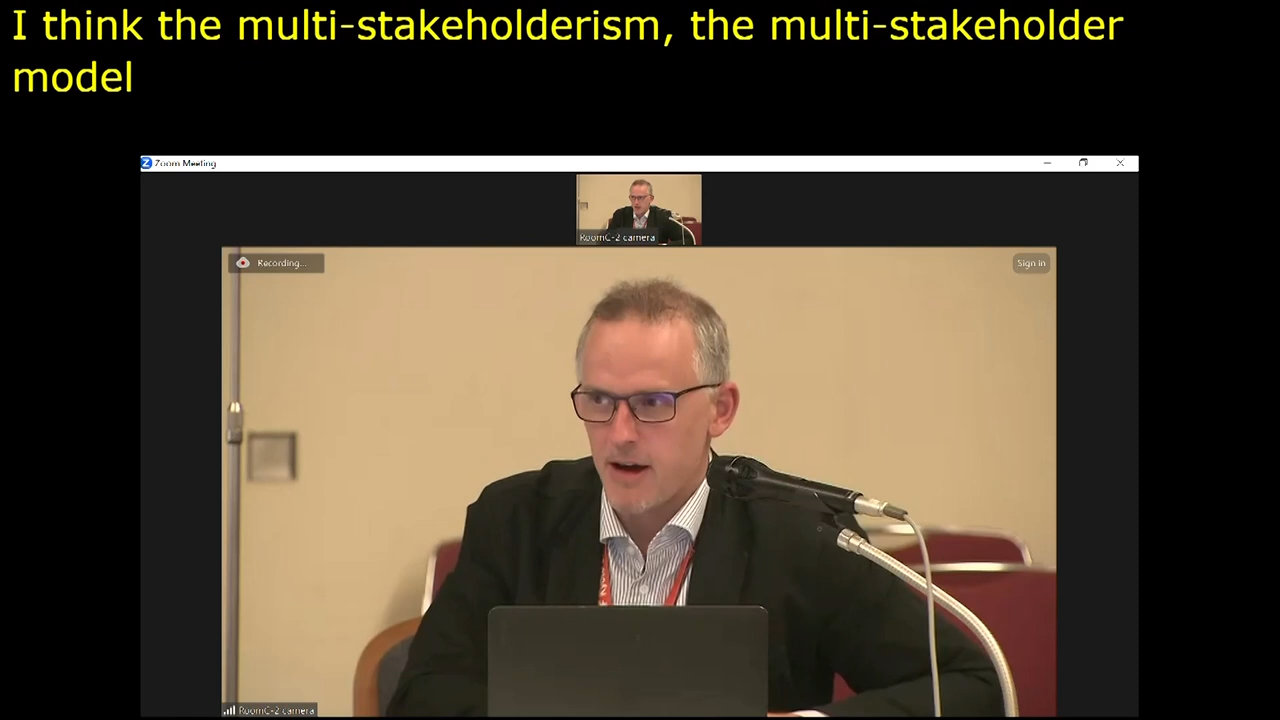 I think the multi-stakeholderism, the multi-stakeholder
model
Zoom Meeting
RoomC-2 camera
Recording...
Sign in
RoomC-2 camera